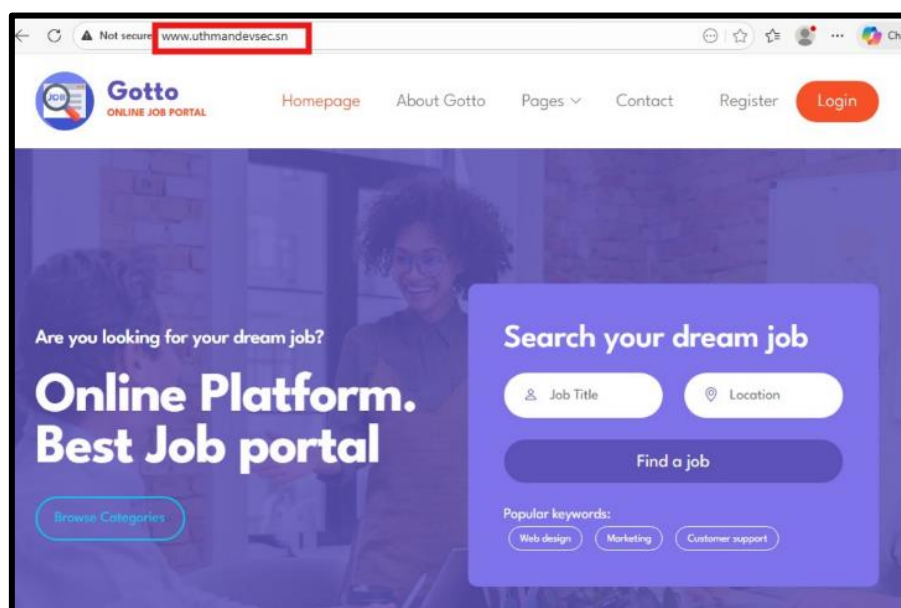 Not secure www.uthmandevsec.sn
Ch
JOB
Gotto
ONLINE JOB PORTAL
Homepage About Gotto Pages Contact Register Login
Are you looking for your dream job?
Online Platform.
Best Job portal
Browse Categories
Search your dream job
Job Title Location
Find a job
Popular keywords:
Web design Marketing Customer support